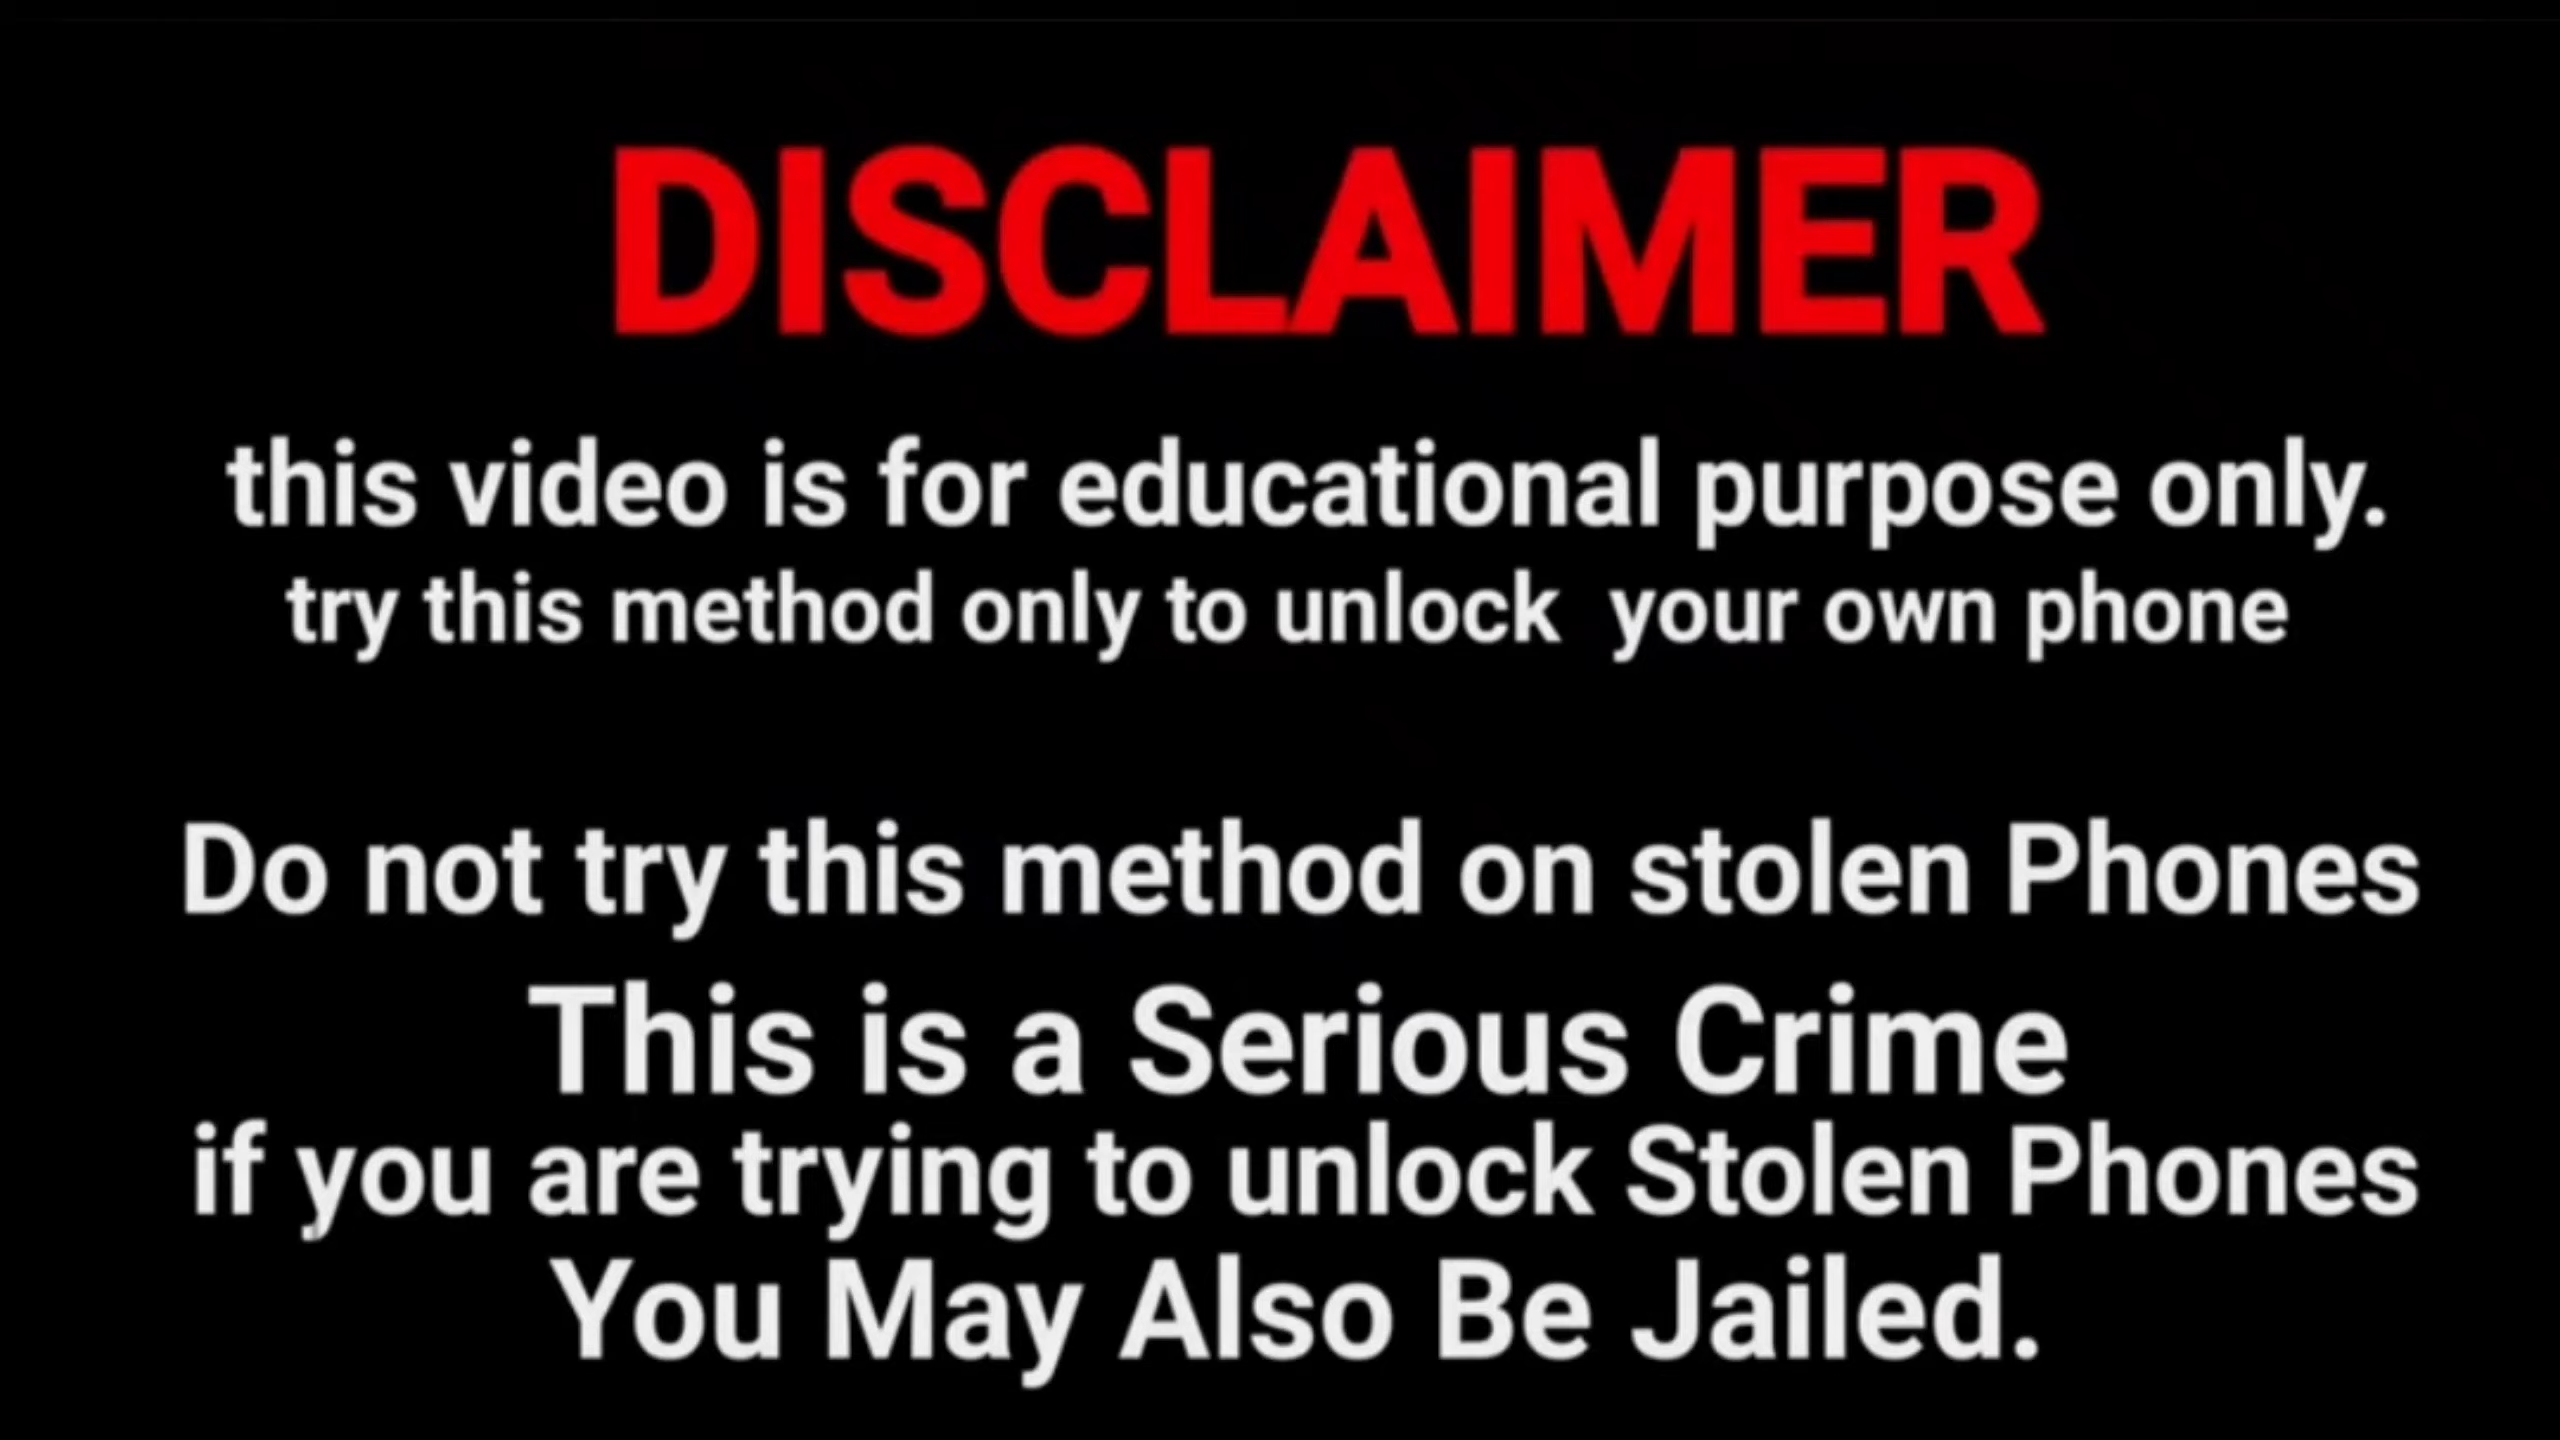 DISCLAIMER
this video is for educational purpose only.
try this method only to unlock  your own phone
Do not try this method on stolen Phones
This is a Serious Crime
if you are trying to unlock Stolen Phones
You May Also Be Jailed.